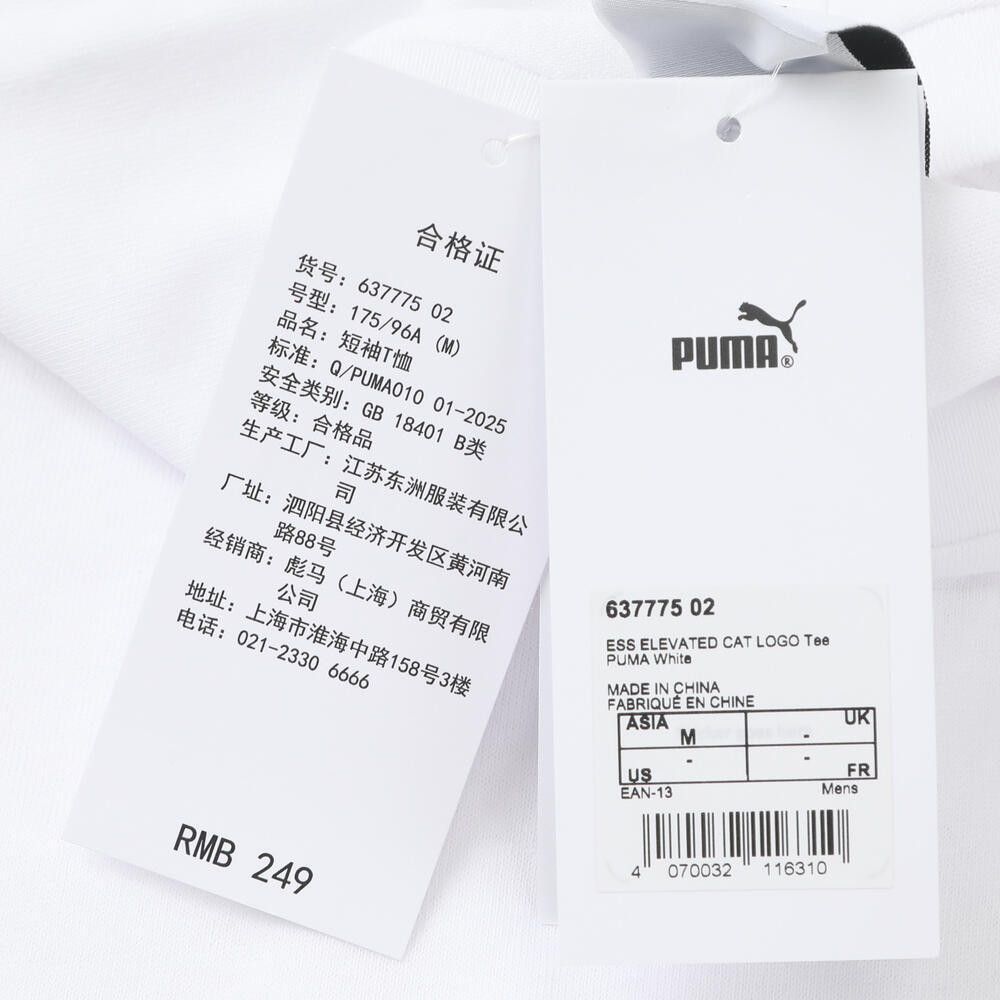 合格证
货号：637775 02
号型：175/96A (M)
品名：短袖T恤
标准：Q/PUMA010 01-2025
安全类别：GB 18401 B类
等级：合格品
生产工厂：江苏东洲服装有限公
司
厂址：泗阳县经济开发区黄河南
路88号
经销商：彪马（上海）商贸有限
公司
地址：上海市淮海中路158号3楼
电话：021-2330 6666
RMB 249
PUMA®
637775 02
ESS ELEVATED CAT LOGO Tee
PUMA White
MADE IN CHINA
FABRIQUÉ EN CHINE
ASIA M - UK
US - - FR
EAN-13 Mens
4 070032 116310